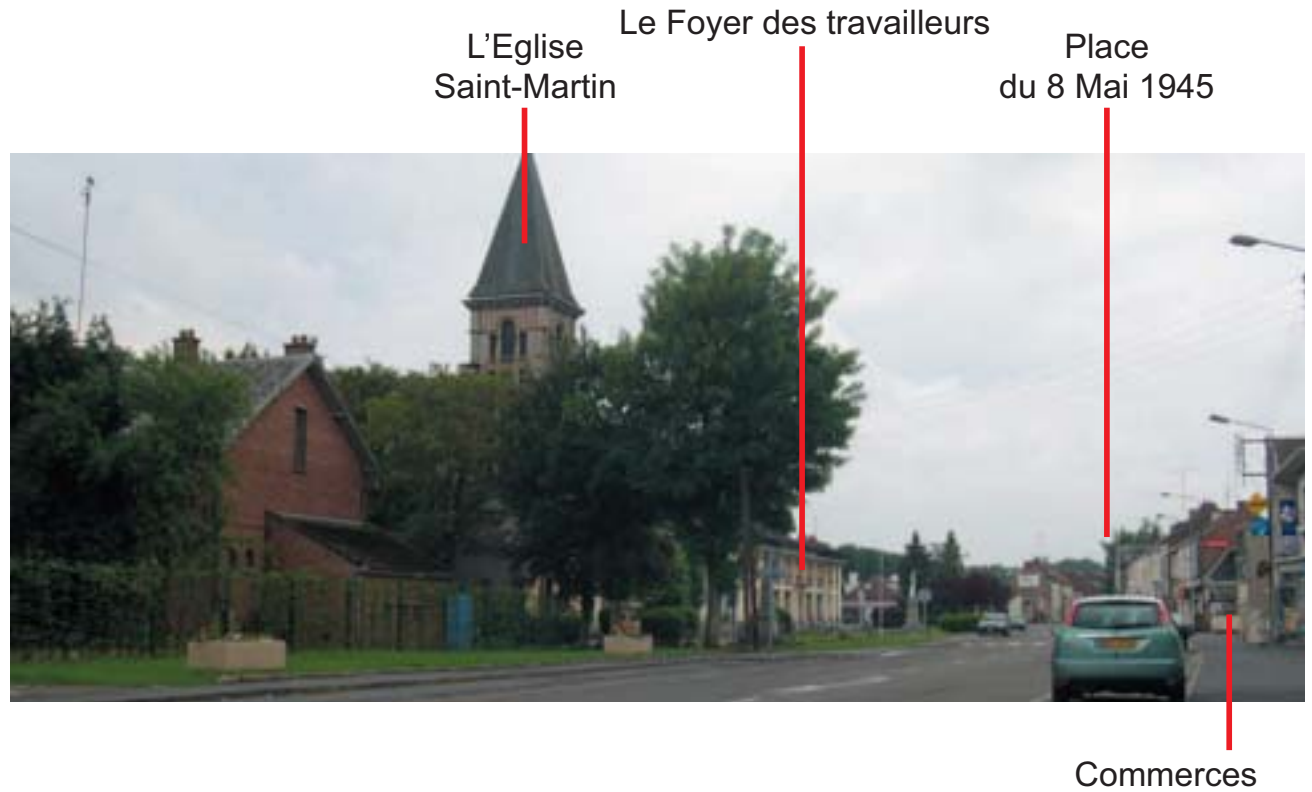 Le Foyer des travailleurs
L'Eglise
Saint-Martin
Place
du 8 Mai 1945
Commerces